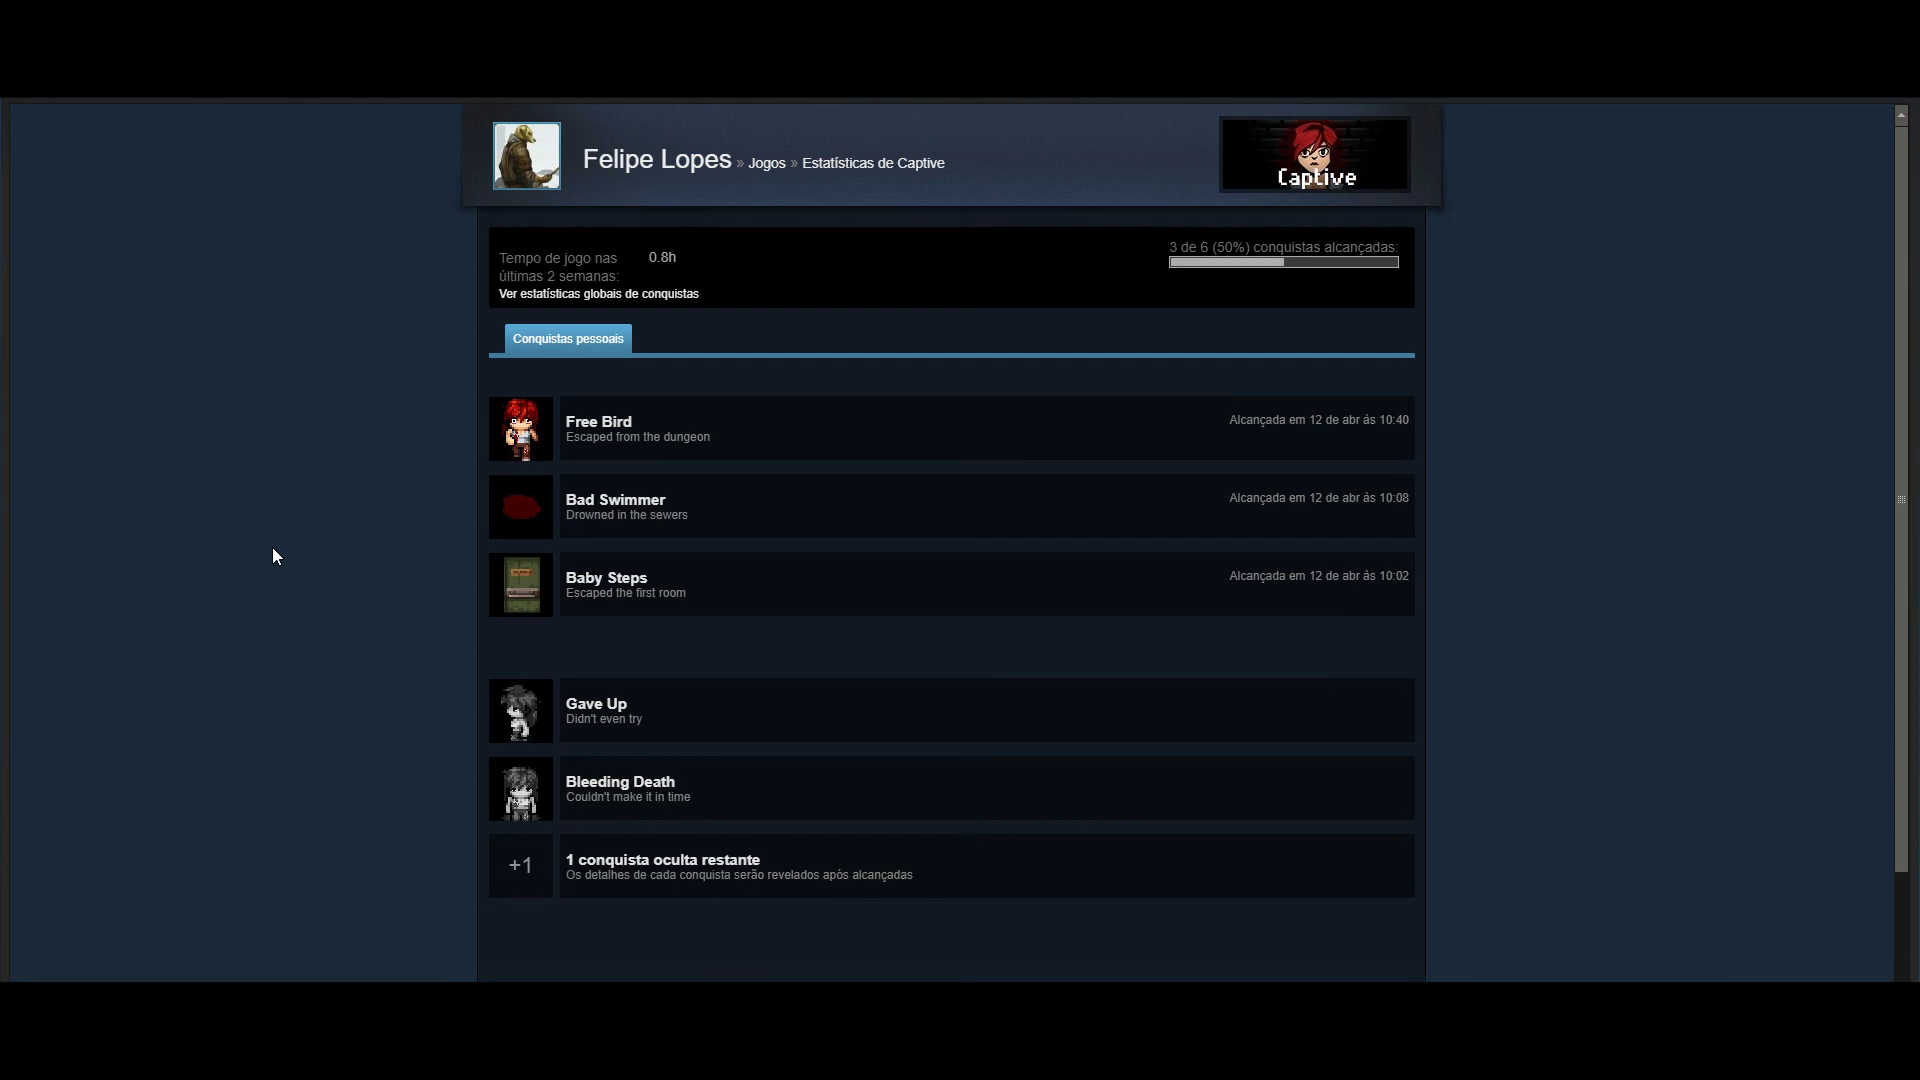 Felipe Lopes » Jogos » Estatísticas de Captive
Captive
Tempo de jogo nas
últimas 2 semanas:
0.8h
Ver estatísticas globais de conquistas
3 de 6 (50%) conquistas alcançadas:
Conquistas pessoais
Free Bird
Escaped from the dungeon
Alcançada em 12 de abr às 10:40
Bad Swimmer
Drowned in the sewers
Alcançada em 12 de abr às 10:08
Baby Steps
Escaped the first room
Alcançada em 12 de abr às 10:02
Gave Up
Didn't even try
Bleeding Death
Couldn't make it in time
+1
1 conquista oculta restante
Os detalhes de cada conquista serão revelados após alcançadas